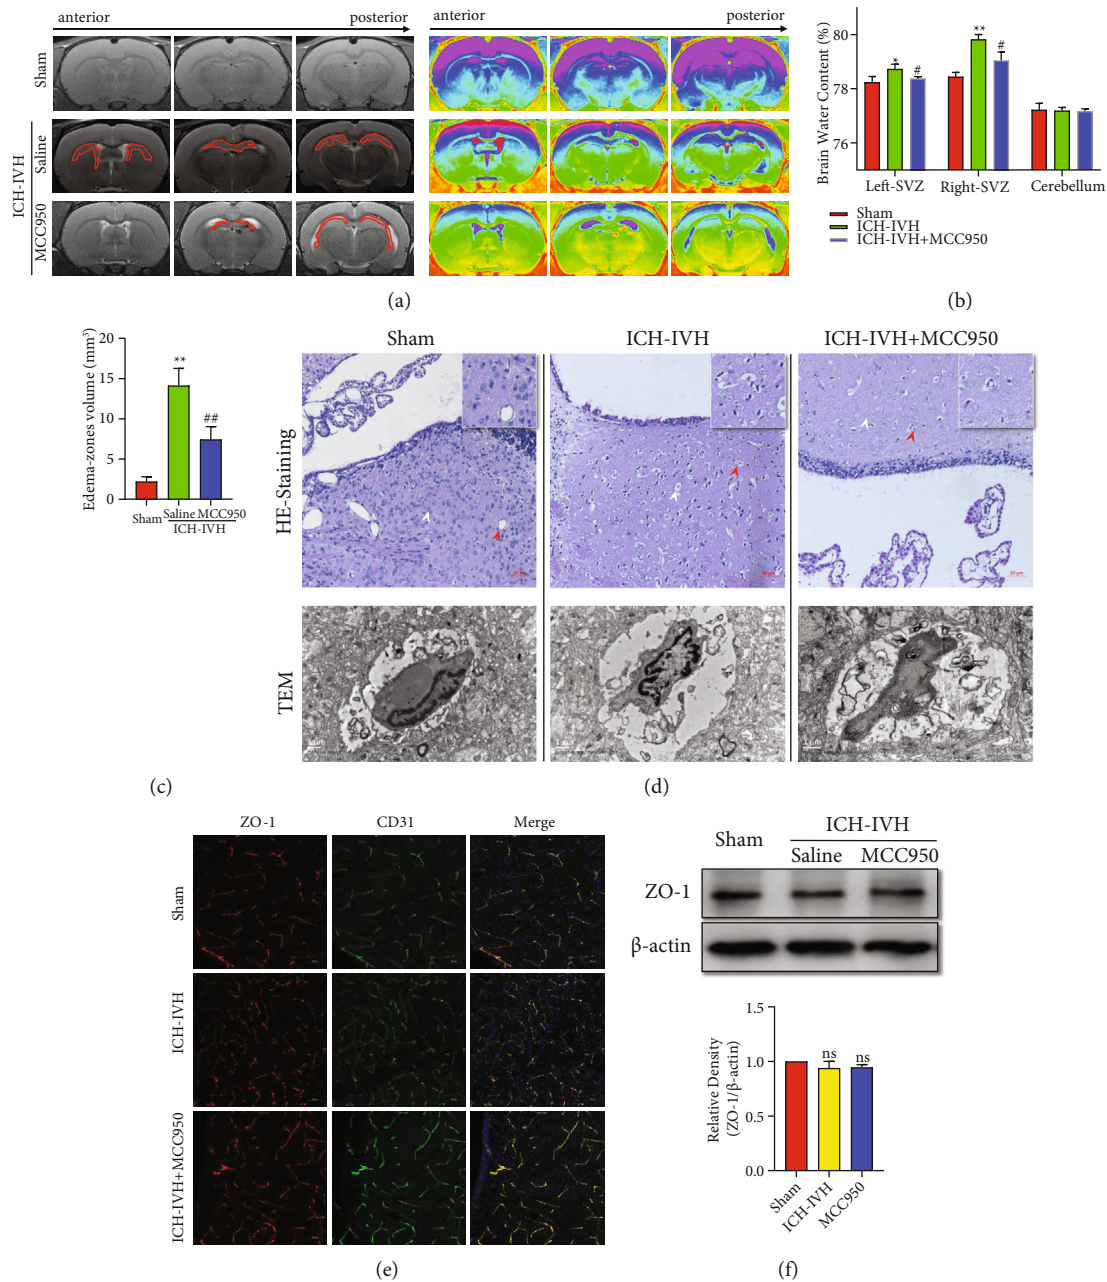 anterior
posterior
anterior
posterior
Sham
ICH-IVH
Saline
MCC950
(a)
Brain Water Content (%)
80
78
76
*
#
**
#
Left-SVZ
Right-SVZ
Cerebellum
Sham
ICH-IVH
ICH-IVH+MCC950
(b)
Edema-zones volume (mm³)
20
15
10
5
0
**
##
Sham
Saline
MCC950
ICH-IVH
(c)
Sham
ICH-IVH
ICH-IVH+MCC950
HE-Staining
TEM
(d)
ZO-1
CD31
Merge
Sham
ICH-IVH
ICH-IVH+MCC950
(e)
Sham
ICH-IVH
Saline
MCC950
ZO-1
β-actin
Relative Density
(ZO-1/β-actin)
1.5
1.0
0.5
0.0
ns
ns
Sham
ICH-IVH
MCC950
(f)